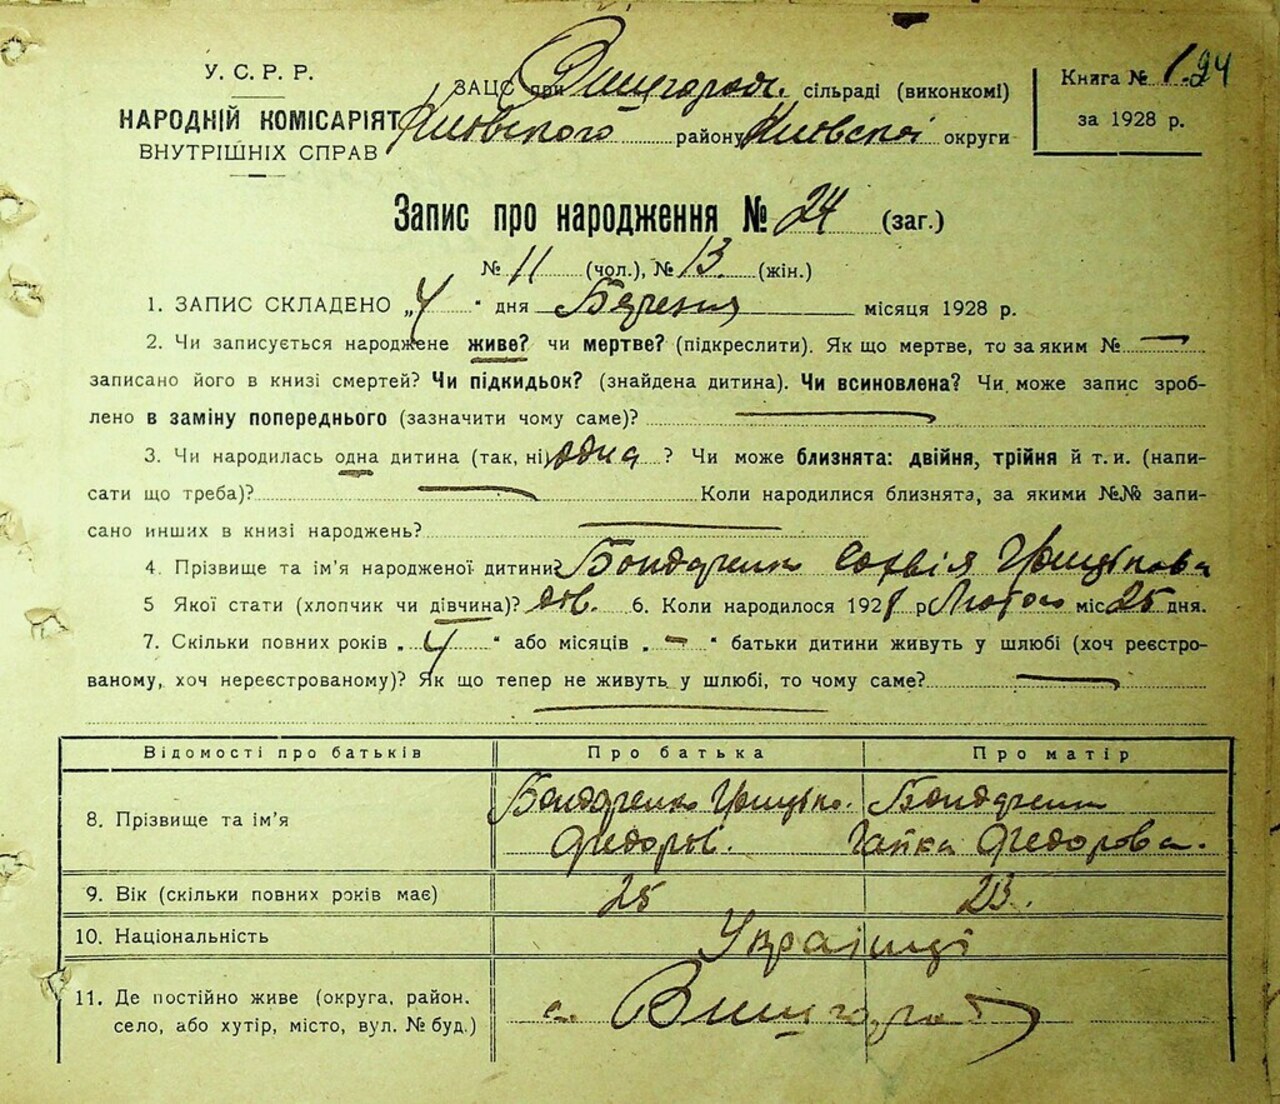 У. С. Р. Р.
НАРОДНІЙ КОМІСАРІЯТ
ВНУТРІШНІХ СПРАВ
ЗАЦС при Вищгородс. сільраді (виконкомі)
Киовского району Киовскої округи
Книга № 1
24
за 1928 р.
Запис про народження № 24 (заг.)
№ 11 (чол.), № 13. (жін.)
1. ЗАПИС СКЛАДЕНО „4" дня Березня місяця 1928 р.
2. Чи записується народжене живе? чи мертве? (підкреслити). Як що мертве, то за яким № —
записано його в книзі смертей? Чи підкидьок? (знайдена дитина). Чи всиновлена? Чи може запис зроб-
лено в заміну попереднього (зазначити чому саме)? —
3. Чи народилась одна дитина (так, ні) одна ? Чи може близнята: двійня, трійня й т. и. (напи-
сати що треба)? — Коли народилися близнята, за якими №№ запи-
сано инших в книзі народжень? —
4. Прізвище та ім'я народженої дитини? Бондаренко Софвія Грицькова
5 Якої стати (хлопчик чи дівчина)? дів. 6. Коли народилося 1928 р Лютого міс 25 дня.
7. Скільки повних років „4" або місяців „—" батьки дитини живуть у шлюбі (хоч реєстро-
ваному, хоч нереєстрованому)? Як що тепер не живуть у шлюбі, то чому саме? —
Відомості про батьків Про батька Про матір
8. Прізвище та ім'я Бондаренко Грицько. Бондаренко
Федоров. Гапка Федорова.
9. Вік (скільки повних років має) 25 23.
10. Національність Українці
11. Де постійно живе (округа, район.
село, або хутір, місто, вул. № буд.) с. Вищгород